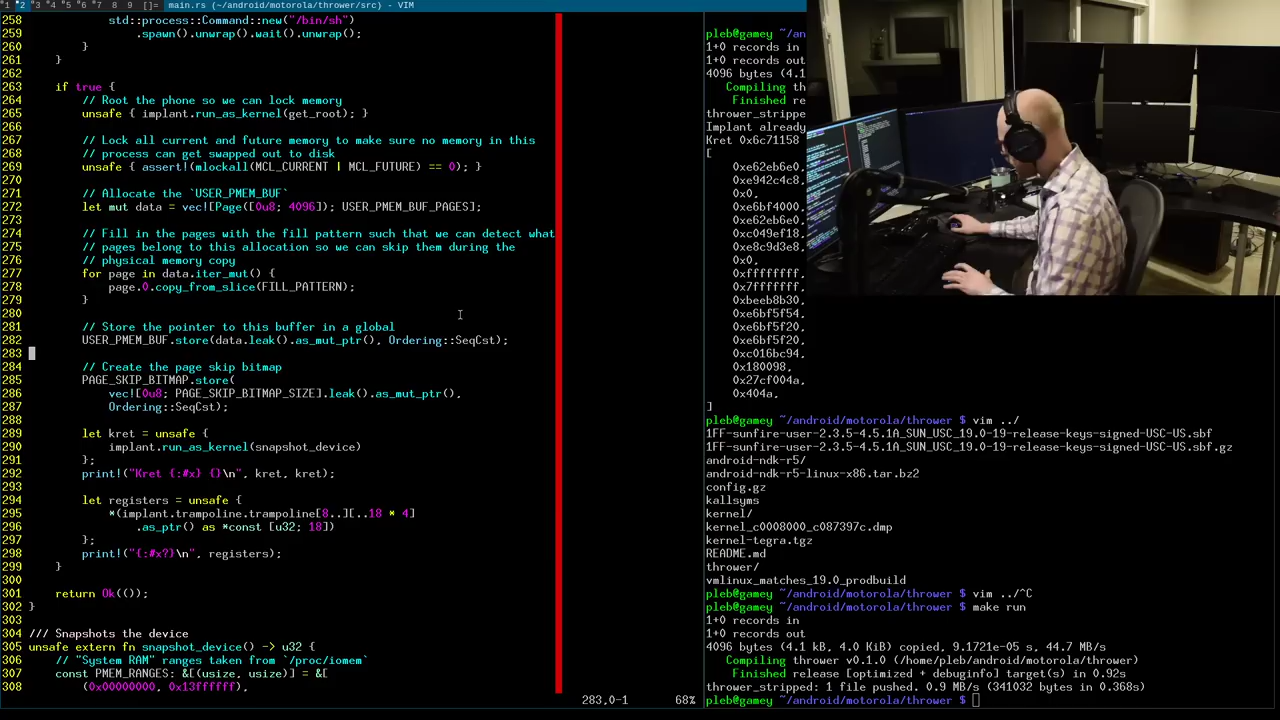 1 2 3 4 5 6 7 8 9 []= main.rs (~/android/motorola/thrower/src) - VIM
258 std::process::Command::new("/bin/sh")
259 .spawn().unwrap().wait().unwrap();
260 }
261 }
262
263 if true {
264 // Root the phone so we can lock memory
265 unsafe { implant.run_as_kernel(get_root); }
266
267 // Lock all current and future memory to make sure no memory in this
268 // process can get swapped out to disk
269 unsafe { assert!(mlockall(MCL_CURRENT | MCL_FUTURE) == 0); }
270
271 // Allocate the `USER_PMEM_BUF`
272 let mut data = vec![Page([0u8; 4096]); USER_PMEM_BUF_PAGES];
273
274 // Fill in the pages with the fill pattern such that we can detect what
275 // pages belong to this allocation so we can skip them during the
276 // physical memory copy
277 for page in data.iter_mut() {
278 page.0.copy_from_slice(FILL_PATTERN);
279 }
280
281 // Store the pointer to this buffer in a global
282 USER_PMEM_BUF.store(data.leak().as_mut_ptr(), Ordering::SeqCst);
283
284 // Create the page skip bitmap
285 PAGE_SKIP_BITMAP.store(
286 vec![0u8; PAGE_SKIP_BITMAP_SIZE].leak().as_mut_ptr(),
287 Ordering::SeqCst);
288
289 let kret = unsafe {
290 implant.run_as_kernel(snapshot_device)
291 };
292 print!("Kret {:#x} {}\n", kret, kret);
293
294 let registers = unsafe {
295 *(implant.trampoline.trampoline[8..][..18 * 4]
296 .as_ptr() as *const [u32; 18])
297 };
298 print!("{:#x?}\n", registers);
299 }
300
301 return Ok(());
302 }
303
304 /// Snapshots the device
305 unsafe extern fn snapshot_device() -> u32 {
306 // "System RAM" ranges taken from `/proc/iomem`
307 const PMEM_RANGES: &[(usize, usize)] = &[
308 (0x00000000, 0x13ffffff),
283,0-1 68%
pleb@gamey ~/an
1+0 records in
1+0 records out
4096 bytes (4.1
Compiling th
Finished re
thrower_strippe
Implant already
Kret 0x6c71158
[
0xe62eb6e0,
0xe942c4c8,
0x0,
0xe6bf4000,
0xe62eb6e0,
0xc049ef18,
0xe8c9d3e8,
0x0,
0xffffffff,
0x7fffffff,
0xbeeb8b30,
0xe6bf5f54,
0xe6bf5f20,
0xe6bf5f20,
0xc016bc94,
0x180098,
0x27cf004a,
0x404a,
]
pleb@gamey ~/android/motorola/thrower $ vim ../
1FF-sunfire-user-2.3.5-4.5.1A_SUN_USC_19.0-19-release-keys-signed-USC-US.sbf
1FF-sunfire-user-2.3.5-4.5.1A_SUN_USC_19.0-19-release-keys-signed-USC-US.sbf.gz
android-ndk-r5/
android-ndk-r5-linux-x86.tar.bz2
config.gz
kallsyms
kernel/
kernel_c0008000_c087397c.dmp
kernel-tegra.tgz
README.md
thrower/
vmlinux_matches_19.0_prodbuild
pleb@gamey ~/android/motorola/thrower $ vim ../^C
pleb@gamey ~/android/motorola/thrower $ make run
1+0 records in
1+0 records out
4096 bytes (4.1 kB, 4.0 KiB) copied, 9.1721e-05 s, 44.7 MB/s
Compiling thrower v0.1.0 (/home/pleb/android/motorola/thrower)
Finished release [optimized + debuginfo] target(s) in 0.92s
thrower_stripped: 1 file pushed. 0.9 MB/s (341032 bytes in 0.368s)
pleb@gamey ~/android/motorola/thrower $